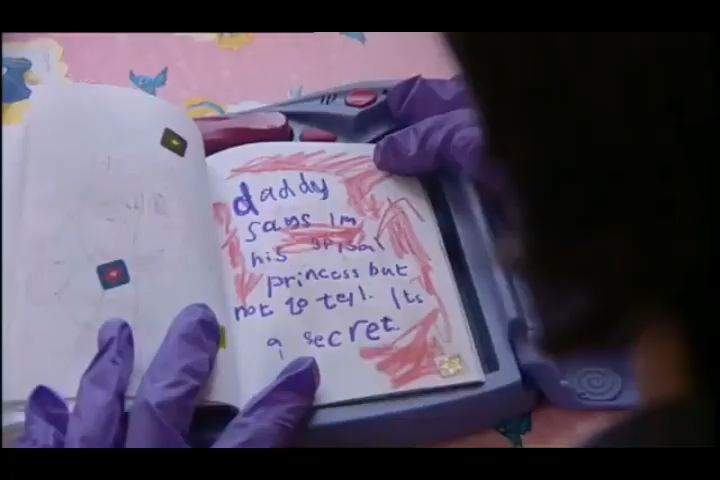 daddy
says Im
his spisal
princess but
not to tell. Its
a secret.